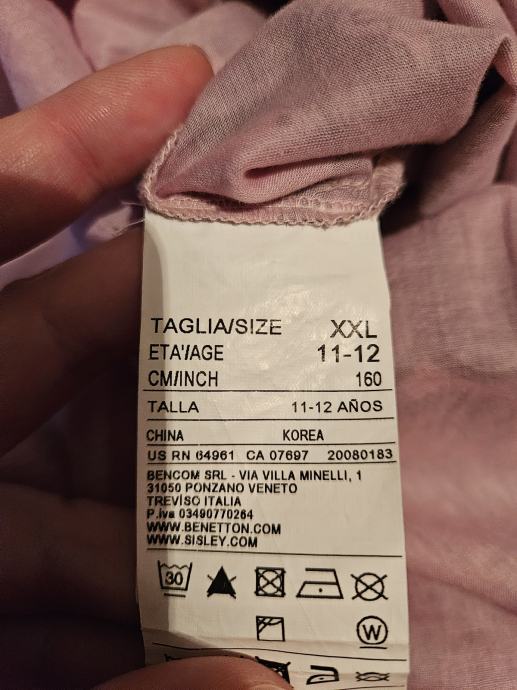 TAGLIA/SIZE XXL
ETA'/AGE 11-12
CM/INCH 160
TALLA 11-12 AÑOS
CHINA KOREA
US RN 64961 CA 07697 20080183
BENCOM SRL - VIA VILLA MINELLI, 1
31050 PONZANO VENETO
TREVISO ITALIA
P.iva 03490770264
WWW.BENETTON.COM
WWW.SISLEY.COM
30
W